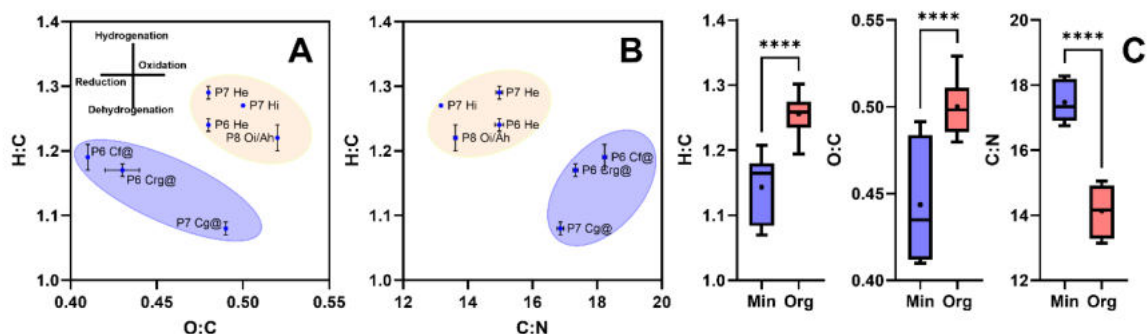 A
H:C
1.4
1.3
1.2
1.1
1.0
Hydrogenation
Oxidation
Reduction
Dehydrogenation
P7 He
P7 Hi
P6 He
P8 Oi/Ah
P6 Cf@
P6 Crg@
P7 Cg@
0.40
0.45
0.50
0.55
O:C
B
H:C
1.4
1.3
1.2
1.1
1.0
P7 He
P7 Hi
P6 He
P8 Oi/Ah
P6 Cf@
P6 Crg@
P7 Cg@
12
14
16
18
20
C:N
C
H:C
1.4
1.3
1.2
1.1
1.0
****
Min
Org
O:C
0.55
0.50
0.45
0.40
****
Min
Org
C:N
20
18
16
14
12
****
Min
Org